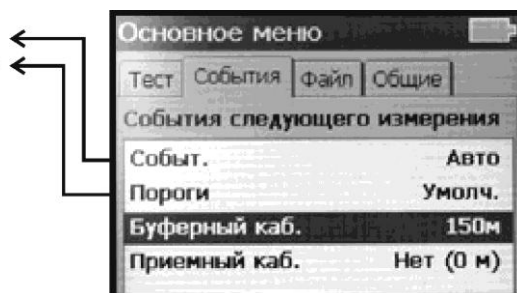 Основное меню
Тест События Файл Общие
События следующего измерения
Событ. Авто
Пороги Умолч.
Буферный каб. 150м
Приемный каб. Нет (0 м)